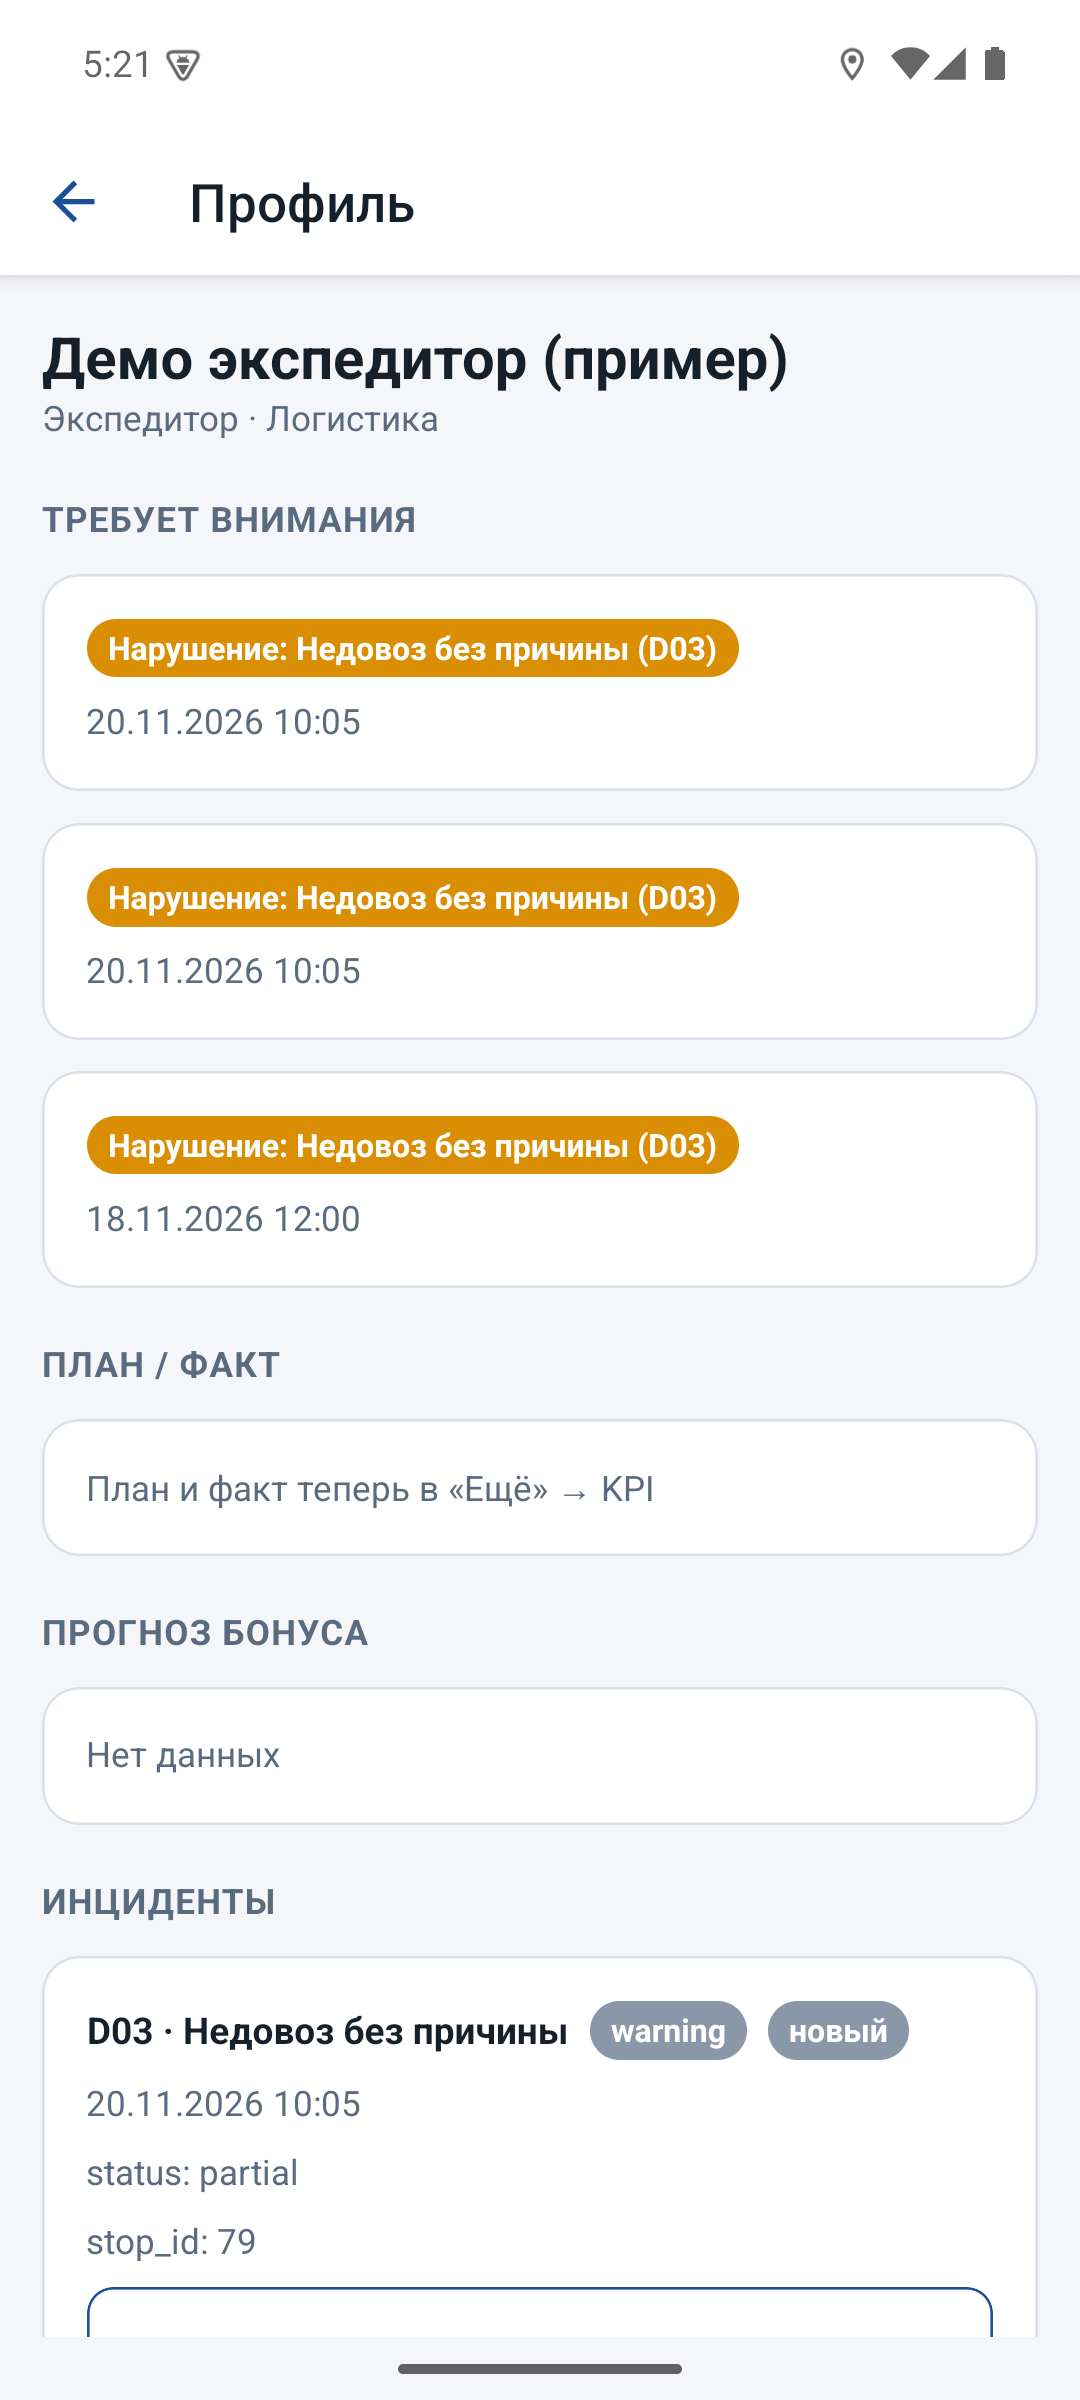 5:21
Профиль
Демо экспедитор (пример)
Экспедитор · Логистика
ТРЕБУЕТ ВНИМАНИЯ
Нарушение: Недовоз без причины (D03)
20.11.2026 10:05
Нарушение: Недовоз без причины (D03)
20.11.2026 10:05
Нарушение: Недовоз без причины (D03)
18.11.2026 12:00
ПЛАН / ФАКТ
План и факт теперь в «Ещё» → KPI
ПРОГНОЗ БОНУСА
Нет данных
ИНЦИДЕНТЫ
D03 · Недовоз без причины warning новый
20.11.2026 10:05
status: partial
stop_id: 79